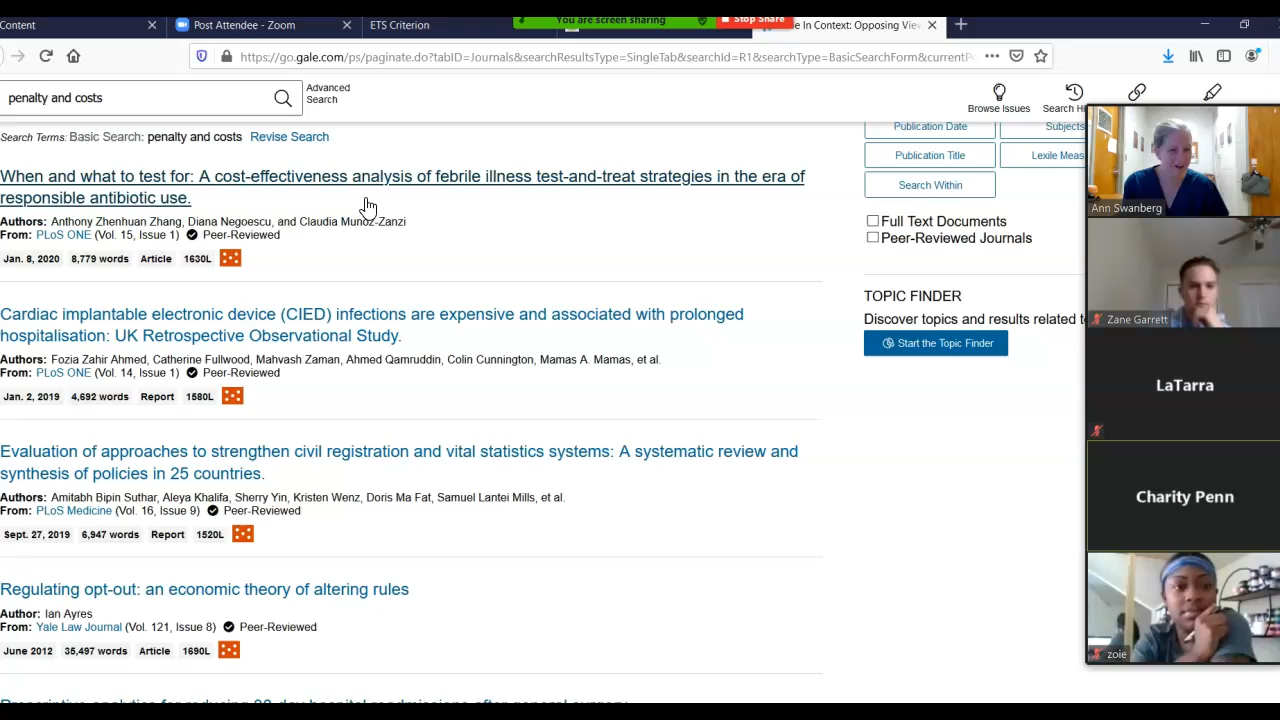 Content
Post Attendee - Zoom
ETS Criterion
You are screen sharing
Stop Share
e In Context: Opposing View
https://go.gale.com/ps/paginate.do?tabID=Journals&searchResultsType=SingleTab&searchId=R1&searchType=BasicSearchForm&currentP
penalty and costs
Advanced
Search
Browse Issues
Search Hi
Search Terms: Basic Search: penalty and costs Revise Search
When and what to test for: A cost-effectiveness analysis of febrile illness test-and-treat strategies in the era of
responsible antibiotic use.
Authors: Anthony Zhenhuan Zhang, Diana Negoescu, and Claudia Munoz-Zanzi
From: PLoS ONE (Vol. 15, Issue 1) Peer-Reviewed
Jan. 8, 2020 8,779 words Article 1630L
Cardiac implantable electronic device (CIED) infections are expensive and associated with prolonged
hospitalisation: UK Retrospective Observational Study.
Authors: Fozia Zahir Ahmed, Catherine Fullwood, Mahvash Zaman, Ahmed Qamruddin, Colin Cunnington, Mamas A. Mamas, et al.
From: PLoS ONE (Vol. 14, Issue 1) Peer-Reviewed
Jan. 2, 2019 4,692 words Report 1580L
Evaluation of approaches to strengthen civil registration and vital statistics systems: A systematic review and
synthesis of policies in 25 countries.
Authors: Amitabh Bipin Suthar, Aleya Khalifa, Sherry Yin, Kristen Wenz, Doris Ma Fat, Samuel Lantei Mills, et al.
From: PLoS Medicine (Vol. 16, Issue 9) Peer-Reviewed
Sept. 27, 2019 6,947 words Report 1520L
Regulating opt-out: an economic theory of altering rules
Author: Ian Ayres
From: Yale Law Journal (Vol. 121, Issue 8) Peer-Reviewed
June 2012 35,497 words Article 1690L
Publication Date
Subjects
Publication Title
Lexile Meas
Search Within
Full Text Documents
Peer-Reviewed Journals
TOPIC FINDER
Discover topics and results related to
Start the Topic Finder
Ann Swanberg
Zane Garrett
LaTarra
Charity Penn
zoie